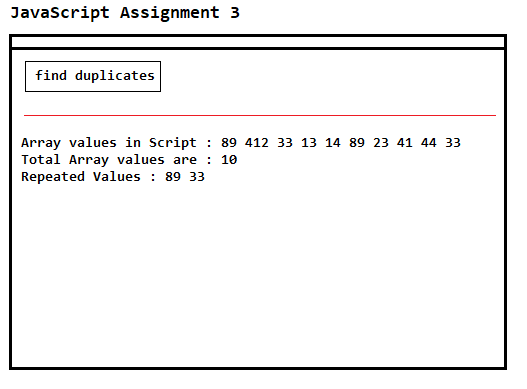 JavaScript Assignment 3
find duplicates
Array values in Script : 89 412 33 13 14 89 23 41 44 33
Total Array values are : 10
Repeated Values : 89 33